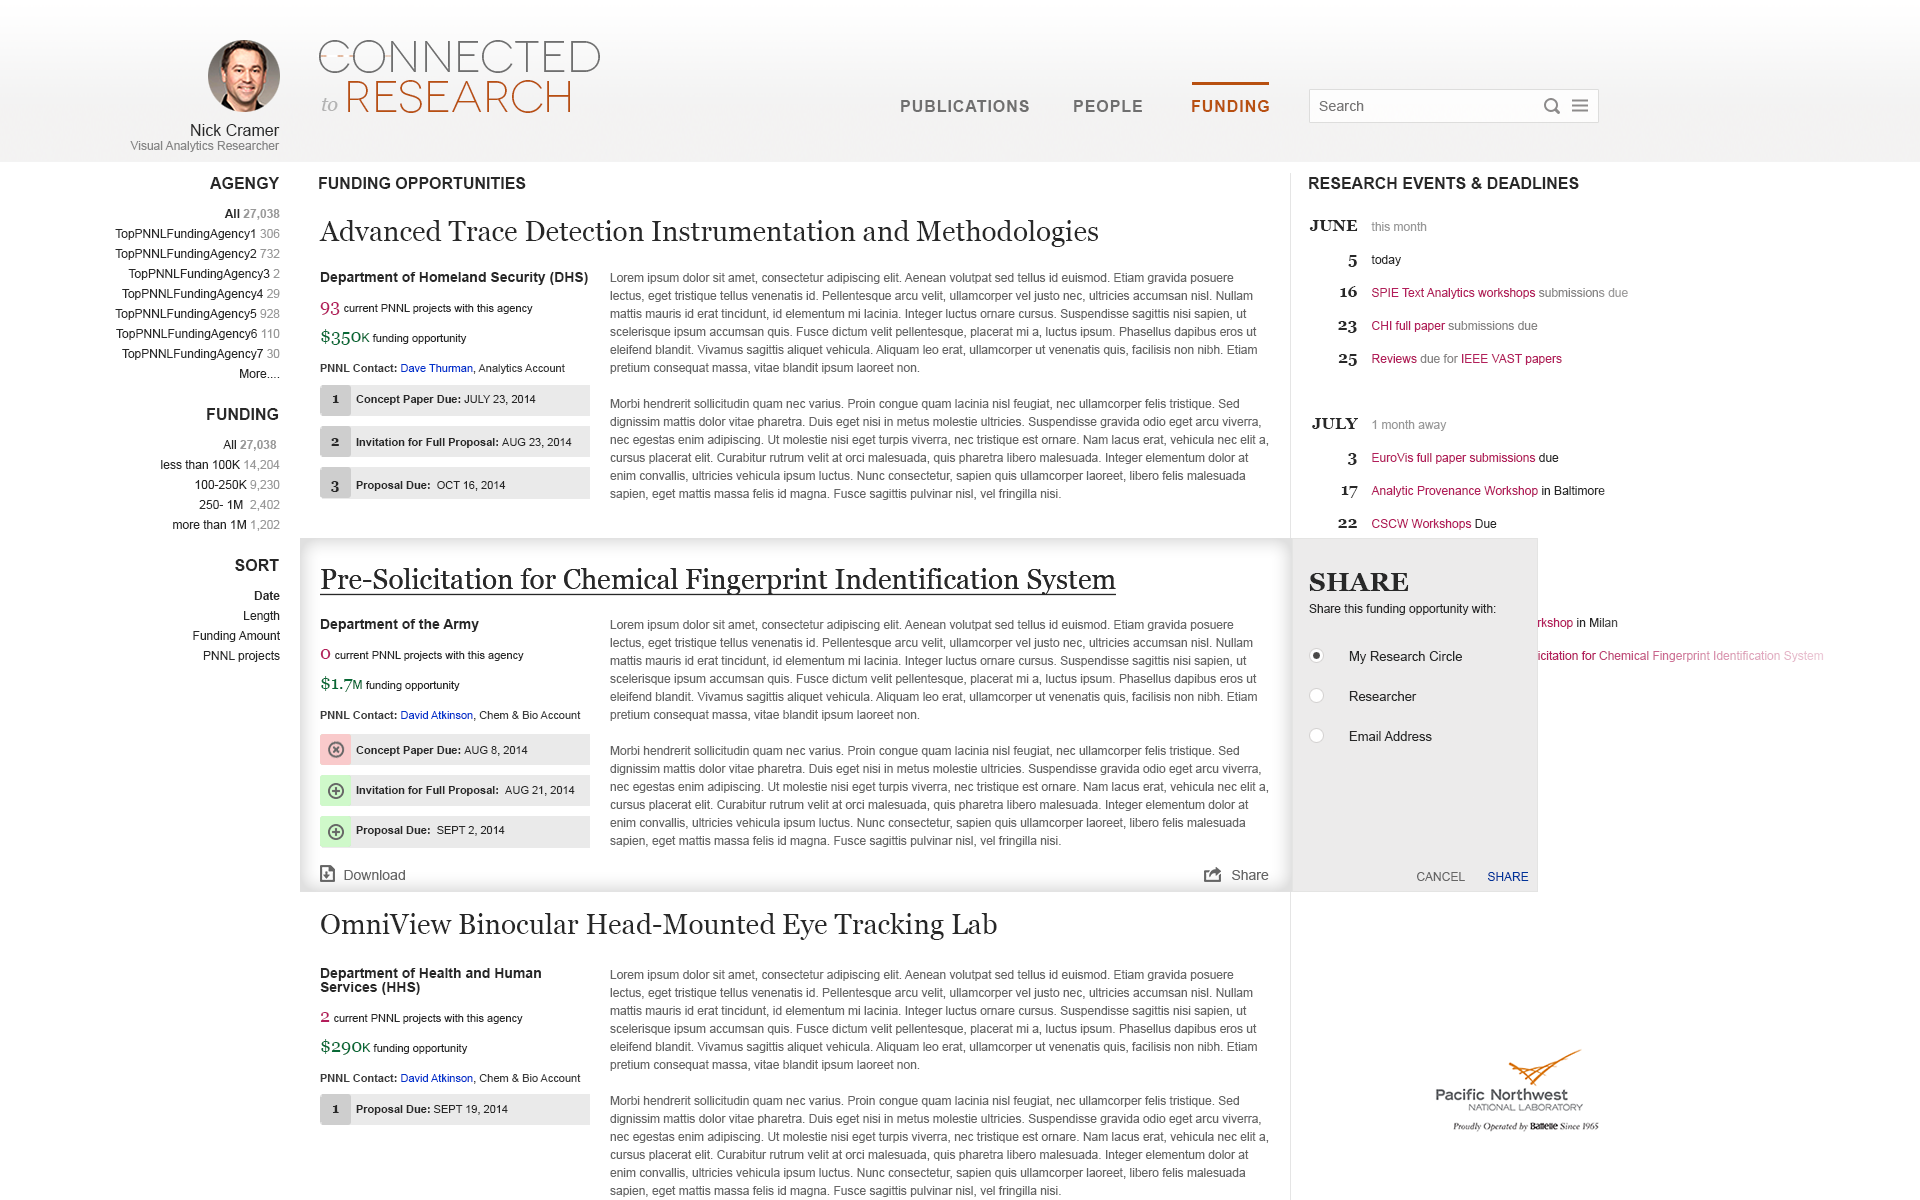 CONNECTED
to RESEARCH
Nick Cramer
Visual Analytics Researcher
PUBLICATIONS PEOPLE FUNDING
Search
AGENCY
All 27,038
TopPNNLFundingAgency1 306
TopPNNLFundingAgency2 732
TopPNNLFundingAgency3 2
TopPNNLFundingAgency4 29
TopPNNLFundingAgency5 928
TopPNNLFundingAgency6 110
TopPNNLFundingAgency7 30
More....
FUNDING
All 27,038
less than 100K 14,204
100-250K 9,230
250- 1M 2,402
more than 1M 1,202
SORT
Date
Length
Funding Amount
PNNL projects
FUNDING OPPORTUNITIES
Advanced Trace Detection Instrumentation and Methodologies
Department of Homeland Security (DHS)
93 current PNNL projects with this agency
$350K funding opportunity
PNNL Contact: Dave Thurman, Analytics Account
1 Concept Paper Due: JULY 23, 2014
2 Invitation for Full Proposal: AUG 23, 2014
3 Proposal Due: OCT 16, 2014
Lorem ipsum dolor sit amet, consectetur adipiscing elit. Aenean volutpat sed tellus id euismod. Etiam gravida posuere
lectus, eget tristique tellus venenatis id. Pellentesque arcu velit, ullamcorper vel justo nec, ultricies accumsan nisl. Nullam
mattis mauris id erat tincidunt, id elementum mi lacinia. Integer luctus ornare cursus. Suspendisse sagittis nisi sapien, ut
scelerisque ipsum accumsan quis. Fusce dictum velit pellentesque, placerat mi a, luctus ipsum. Phasellus dapibus eros ut
eleifend blandit. Vivamus sagittis aliquet vehicula. Aliquam leo erat, ullamcorper ut venenatis quis, facilisis non nibh. Etiam
pretium consequat massa, vitae blandit ipsum laoreet non.
Morbi hendrerit sollicitudin quam nec varius. Proin congue quam lacinia nisl feugiat, nec ullamcorper felis tristique. Sed
dignissim mattis dolor vitae pharetra. Duis eget nisi in metus molestie ultricies. Suspendisse gravida odio eget arcu viverra,
nec egestas enim adipiscing. Ut molestie nisi eget turpis viverra, nec tristique est ornare. Nam lacus erat, vehicula nec elit a,
cursus placerat elit. Curabitur rutrum velit at orci malesuada, quis pharetra libero malesuada. Integer elementum dolor at
enim convallis, ultricies vehicula ipsum luctus. Nunc consectetur, sapien quis ullamcorper laoreet, libero felis malesuada
sapien, eget mattis massa felis id magna. Fusce sagittis pulvinar nisl, vel fringilla nisi.
Pre-Solicitation for Chemical Fingerprint Indentification System
Department of the Army
0 current PNNL projects with this agency
$1.7M funding opportunity
PNNL Contact: David Atkinson, Chem & Bio Account
Concept Paper Due: AUG 8, 2014
Invitation for Full Proposal: AUG 21, 2014
Proposal Due: SEPT 2, 2014
Lorem ipsum dolor sit amet, consectetur adipiscing elit. Aenean volutpat sed tellus id euismod. Etiam gravida posuere
lectus, eget tristique tellus venenatis id. Pellentesque arcu velit, ullamcorper vel justo nec, ultricies accumsan nisl. Nullam
mattis mauris id erat tincidunt, id elementum mi lacinia. Integer luctus ornare cursus. Suspendisse sagittis nisi sapien, ut
scelerisque ipsum accumsan quis. Fusce dictum velit pellentesque, placerat mi a, luctus ipsum. Phasellus dapibus eros ut
eleifend blandit. Vivamus sagittis aliquet vehicula. Aliquam leo erat, ullamcorper ut venenatis quis, facilisis non nibh. Etiam
pretium consequat massa, vitae blandit ipsum laoreet non.
Morbi hendrerit sollicitudin quam nec varius. Proin congue quam lacinia nisl feugiat, nec ullamcorper felis tristique. Sed
dignissim mattis dolor vitae pharetra. Duis eget nisi in metus molestie ultricies. Suspendisse gravida odio eget arcu viverra,
nec egestas enim adipiscing. Ut molestie nisi eget turpis viverra, nec tristique est ornare. Nam lacus erat, vehicula nec elit a,
cursus placerat elit. Curabitur rutrum velit at orci malesuada, quis pharetra libero malesuada. Integer elementum dolor at
enim convallis, ultricies vehicula ipsum luctus. Nunc consectetur, sapien quis ullamcorper laoreet, libero felis malesuada
sapien, eget mattis massa felis id magna. Fusce sagittis pulvinar nisl, vel fringilla nisi.
Download
Share
OmniView Binocular Head-Mounted Eye Tracking Lab
Department of Health and Human
Services (HHS)
2 current PNNL projects with this agency
$290K funding opportunity
PNNL Contact: David Atkinson, Chem & Bio Account
1 Proposal Due: SEPT 19, 2014
Lorem ipsum dolor sit amet, consectetur adipiscing elit. Aenean volutpat sed tellus id euismod. Etiam gravida posuere
lectus, eget tristique tellus venenatis id. Pellentesque arcu velit, ullamcorper vel justo nec, ultricies accumsan nisl. Nullam
mattis mauris id erat tincidunt, id elementum mi lacinia. Integer luctus ornare cursus. Suspendisse sagittis nisi sapien, ut
scelerisque ipsum accumsan quis. Fusce dictum velit pellentesque, placerat mi a, luctus ipsum. Phasellus dapibus eros ut
eleifend blandit. Vivamus sagittis aliquet vehicula. Aliquam leo erat, ullamcorper ut venenatis quis, facilisis non nibh. Etiam
pretium consequat massa, vitae blandit ipsum laoreet non.
Morbi hendrerit sollicitudin quam nec varius. Proin congue quam lacinia nisl feugiat, nec ullamcorper felis tristique. Sed
dignissim mattis dolor vitae pharetra. Duis eget nisi in metus molestie ultricies. Suspendisse gravida odio eget arcu viverra,
nec egestas enim adipiscing. Ut molestie nisi eget turpis viverra, nec tristique est ornare. Nam lacus erat, vehicula nec elit a,
cursus placerat elit. Curabitur rutrum velit at orci malesuada, quis pharetra libero malesuada. Integer elementum dolor at
enim convallis, ultricies vehicula ipsum luctus. Nunc consectetur, sapien quis ullamcorper laoreet, libero felis malesuada
sapien, eget mattis massa felis id magna. Fusce sagittis pulvinar nisl, vel fringilla nisi.
RESEARCH EVENTS & DEADLINES
JUNE this month
5 today
16 SPIE Text Analytics workshops submissions due
23 CHI full paper submissions due
25 Reviews due for IEEE VAST papers
JULY 1 month away
3 EuroVis full paper submissions due
17 Analytic Provenance Workshop in Baltimore
22 CSCW Workshops Due
rkshop in Milan
icitation for Chemical Fingerprint Identification System
SHARE
Share this funding opportunity with:
My Research Circle
Researcher
Email Address
CANCEL SHARE
Pacific Northwest
NATIONAL LABORATORY
Proudly Operated by Battelle Since 1965